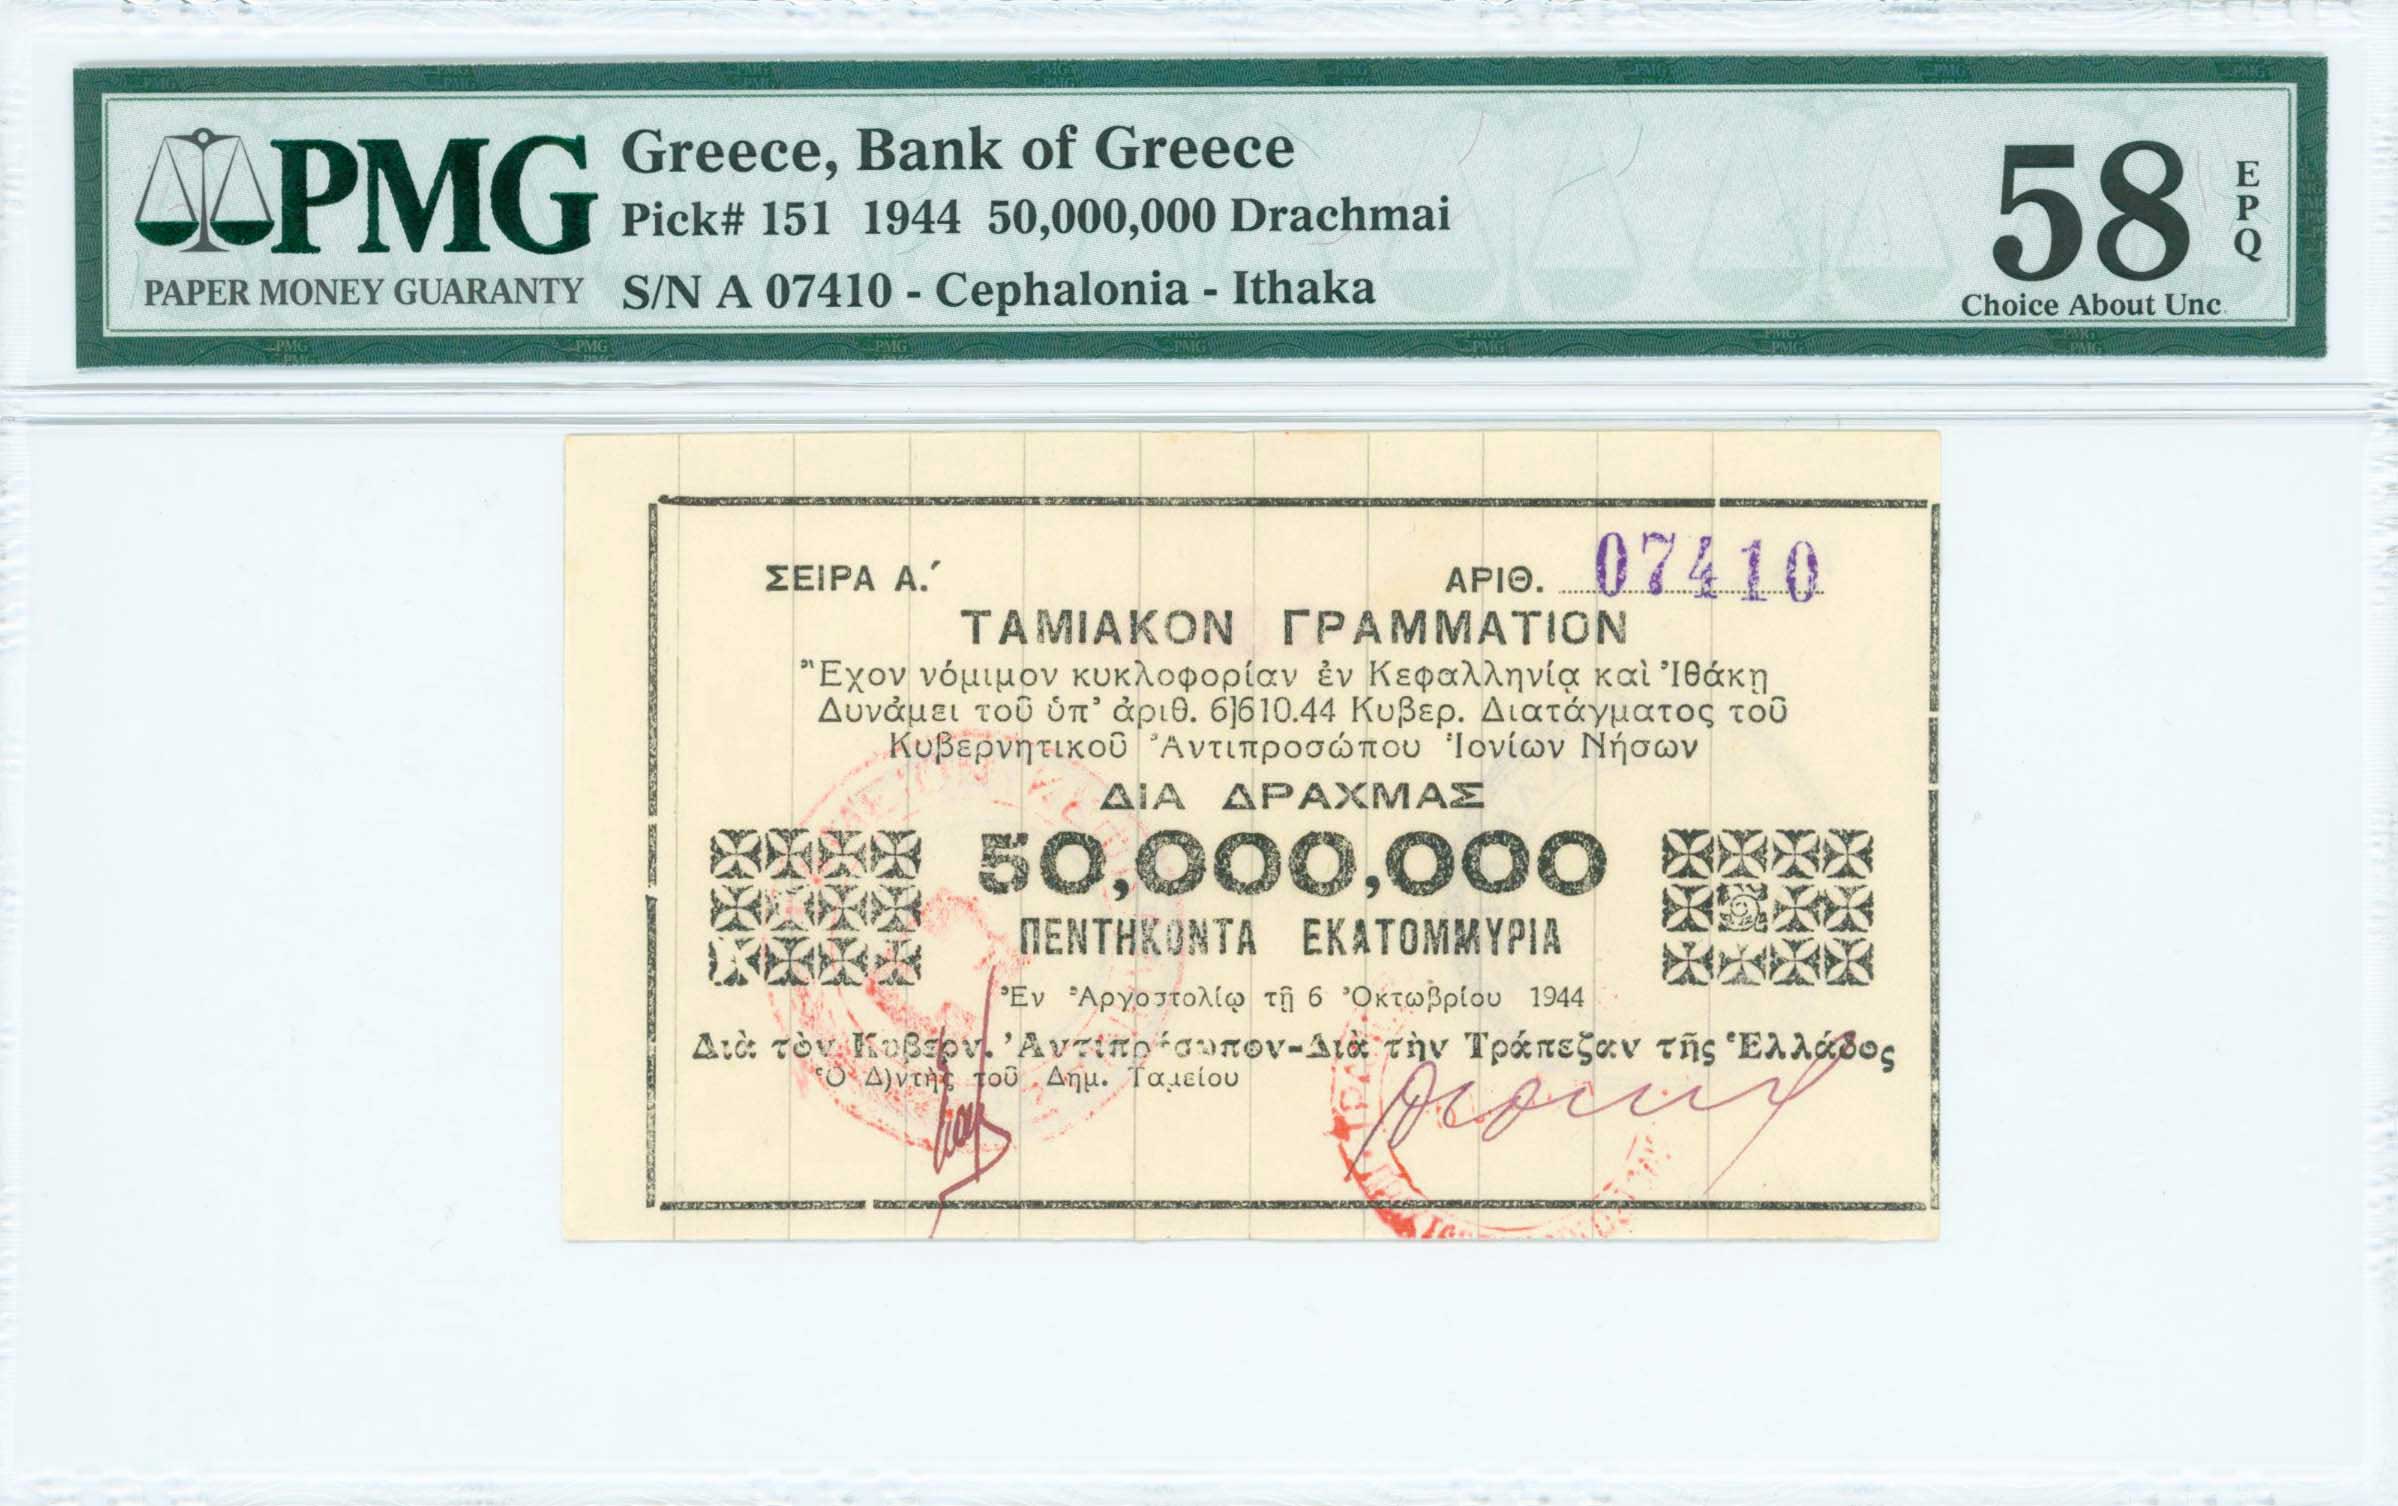 PMG
PAPER MONEY GUARANTY
Greece, Bank of Greece
Pick# 151 1944 50,000,000 Drachmai
S/N A 07410 - Cephalonia - Ithaka
58
EPQ
Choice About Unc
ΣΕΙΡΑ Α.΄
ΑΡΙΘ. 07410
ΤΑΜΙΑΚΟΝ ΓΡΑΜΜΑΤΙΟΝ
Ἔχον νόμιμον κυκλοφορίαν ἐν Κεφαλληνίᾳ καὶ Ἰθάκῃ
Δυνάμει τοῦ ὑπ' ἀριθ. 6]610.44 Κυβερ. Διατάγματος τοῦ
Κυβερνητικοῦ Ἀντιπροσώπου Ἰονίων Νήσων
ΔΙΑ ΔΡΑΧΜΑΣ
50,000,000
ΠΕΝΤΗΚΟΝΤΑ ΕΚΑΤΟΜΜΥΡΙΑ
Ἐν Ἀργοστολίῳ τῇ 6 Ὀκτωβρίου 1944
Διὰ τὸν Κυβερν. Ἀντιπρόσωπον-Διὰ τὴν Τράπεζαν τῆς Ἑλλάδος
Ὁ Δ)ντὴς τοῦ Δημ. Ταμείου